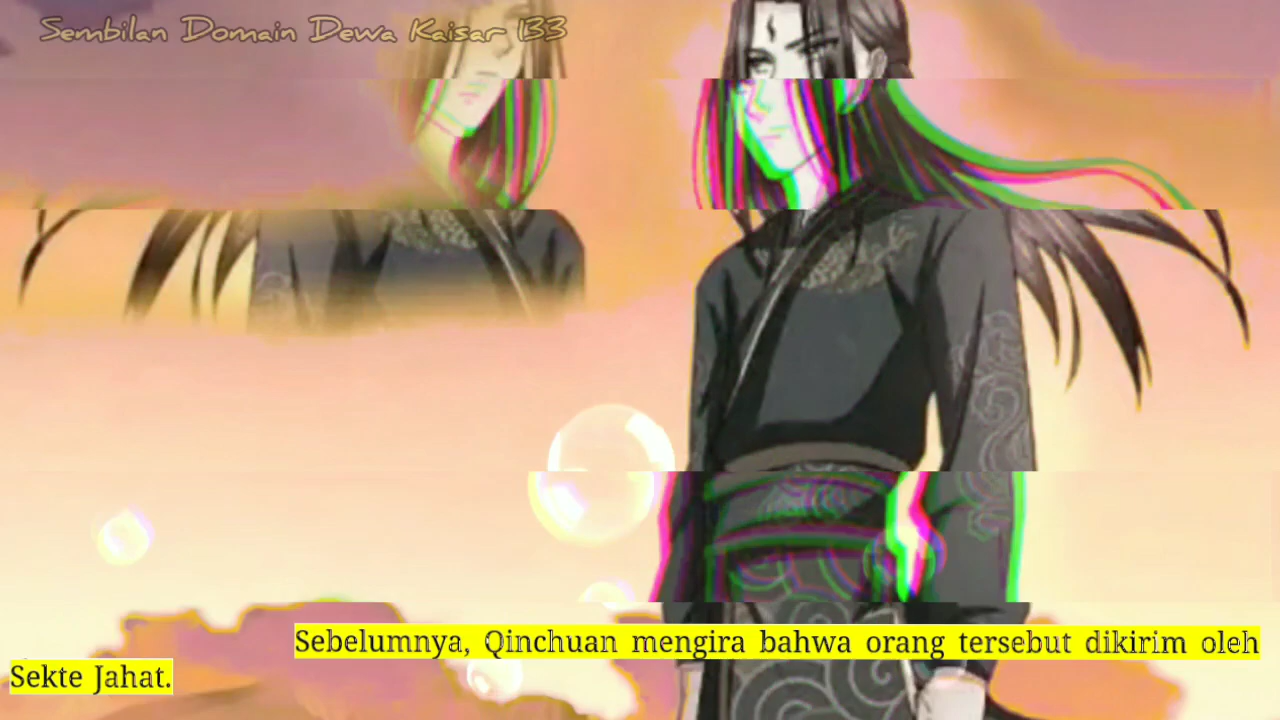 Sembilan Domain Dewa Kaisar 133
Sebelumnya, Qinchuan mengira bahwa orang tersebut dikirim oleh
Sekte Jahat.